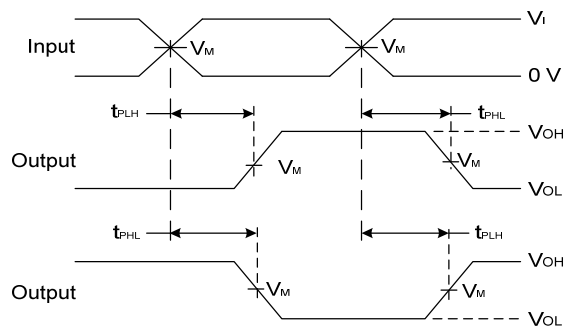 VI
Input VM VM
0 V
tPLH tPHL
VOH
Output VM VM
VOL
tPHL tPLH
VOH
Output VM VM
VOL